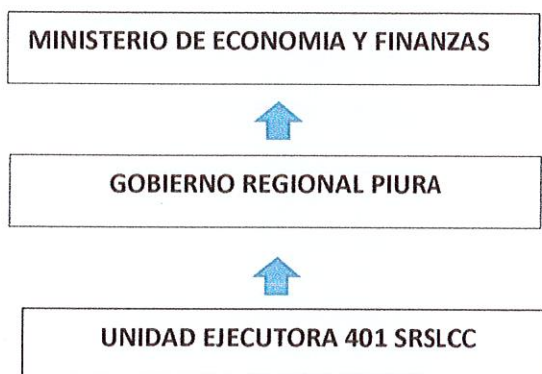 MINISTERIO DE ECONOMIA Y FINANZAS
GOBIERNO REGIONAL PIURA
UNIDAD EJECUTORA 401 SRSLCC